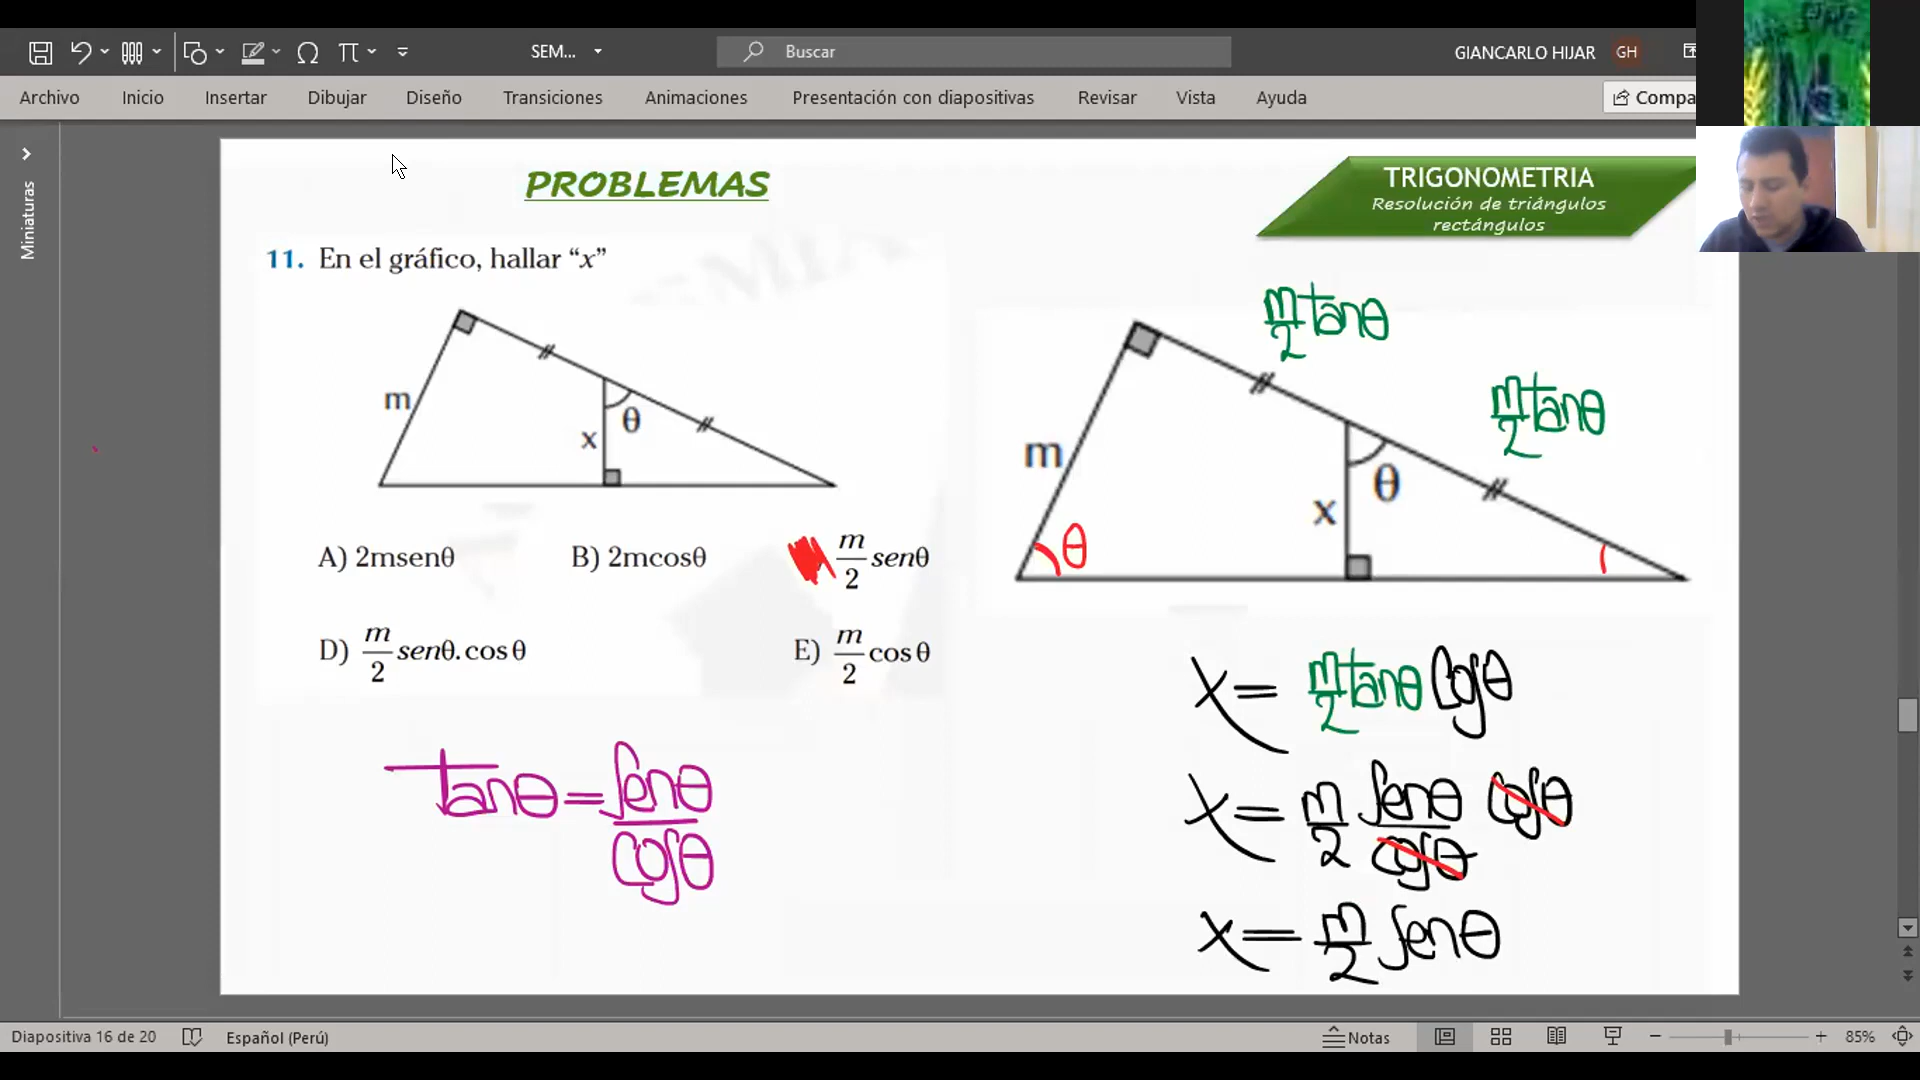 SEM...
Buscar
GIANCARLO HIJAR GH
Archivo Inicio Insertar Dibujar Diseño Transiciones Animaciones Presentación con diapositivas Revisar Vista Ayuda Compa
Miniaturas
PROBLEMAS
TRIGONOMETRIA
Resolución de triángulos
rectángulos
11. En el gráfico, hallar “x”
m
x
θ
A) 2msenθ
B) 2mcosθ
m/2 senθ
D) m/2 senθ.cosθ
E) m/2 cosθ
tanθ = senθ/cosθ
m/2 tanθ
m/2 tanθ
m
x
θ
θ
x = m/2 tanθ cosθ
x = m/2 senθ/cosθ cosθ
x = m/2 senθ
Diapositiva 16 de 20
Español (Perú)
Notas
85%